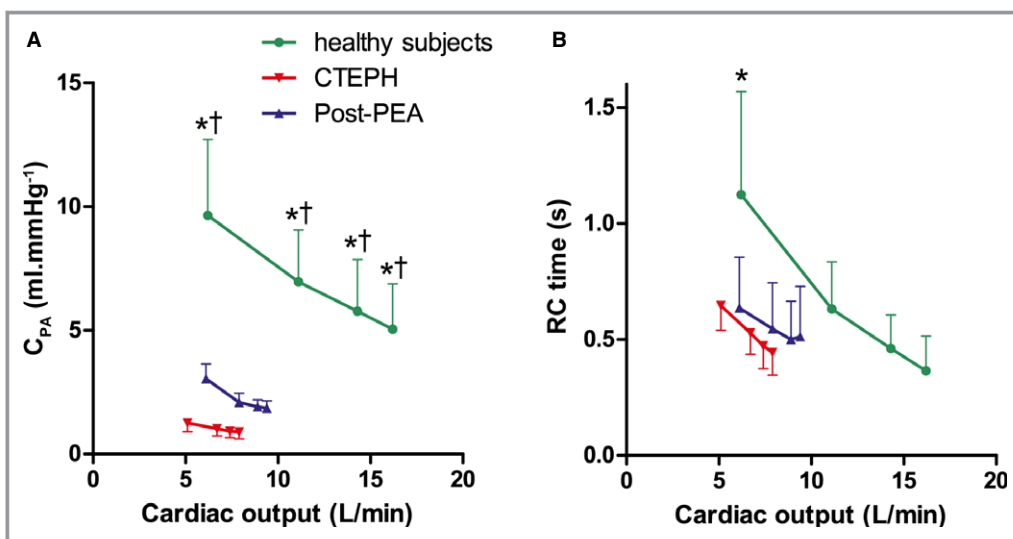 A
healthy subjects
CTEPH
Post-PEA
15
10
5
0
C_PA (ml.mmHg⁻¹)
*†
*†
*†
*†
0 5 10 15 20
Cardiac output (L/min)
B
1.5
1.0
0.5
0.0
RC time (s)
*
0 5 10 15 20
Cardiac output (L/min)